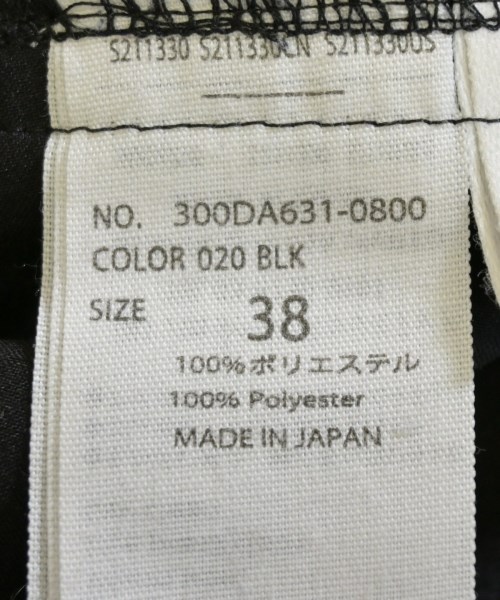 S211330 S211330CN S211330US
NO. 300DA631-0800
COLOR 020 BLK
SIZE 38
100%ポリエステル
100% Polyester
MADE IN JAPAN